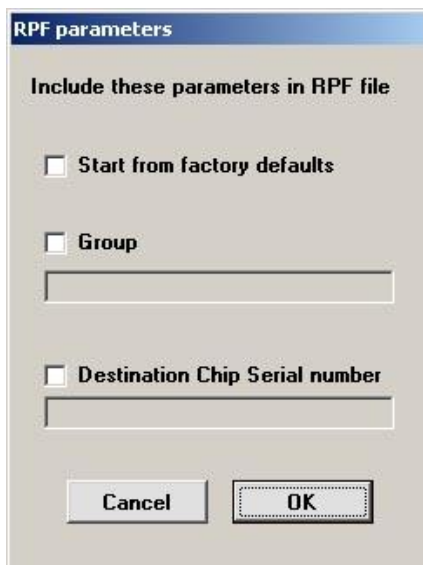 RPF parameters
Include these parameters in RPF file
Start from factory defaults
Group
Destination Chip Serial number
Cancel OK